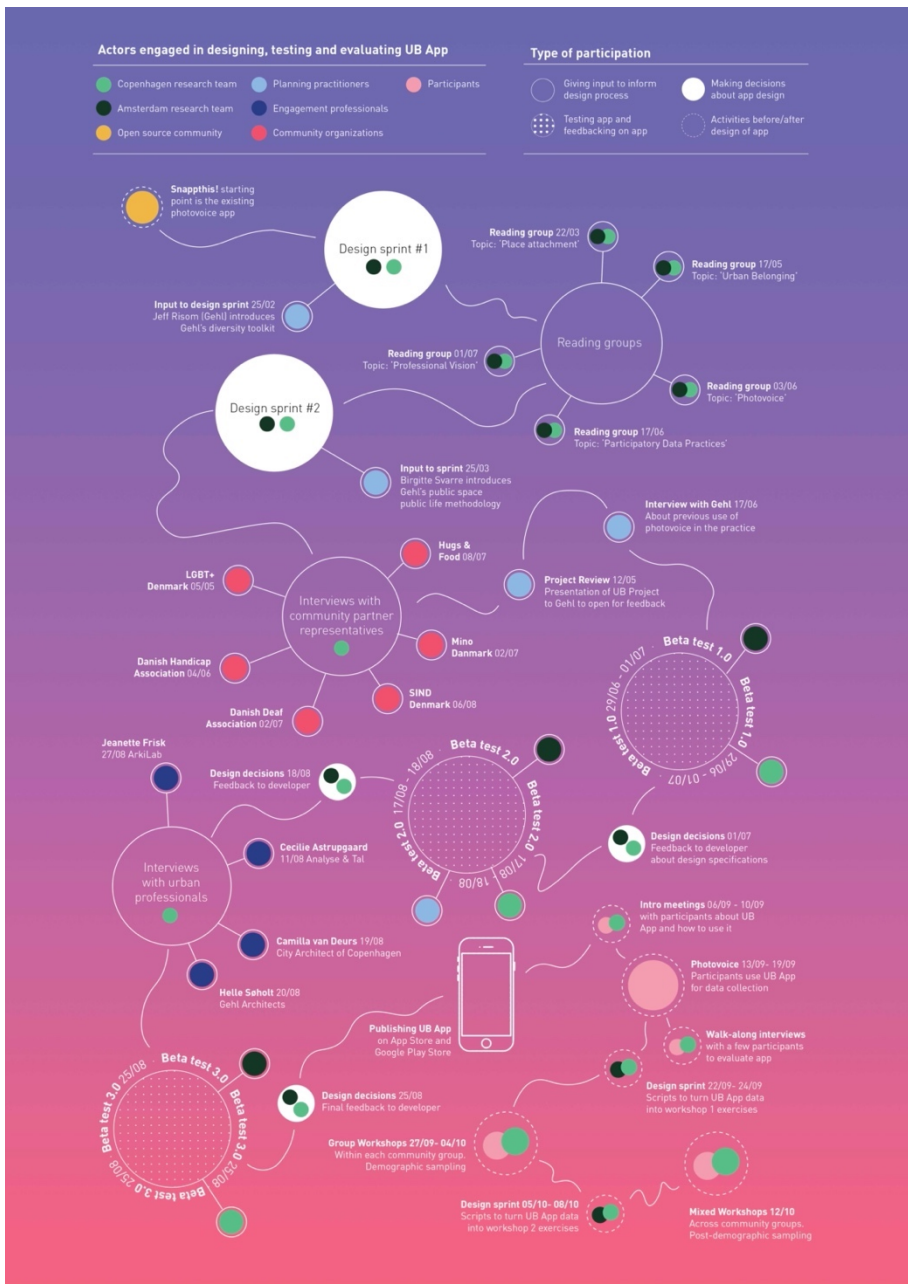 Actors engaged in designing, testing and evaluating UB App
Copenhagen research team
Amsterdam research team
Open source community
Planning practitioners
Engagement professionals
Community organizations
Participants
Type of participation
Giving input to inform
design process
Making decisions
about app design
Testing app and
feedbacking on app
Activities before/after
design of app
Snappthis! starting
point is the existing
photovoice app
Design sprint #1
Input to design sprint 25/02
Jeff Risom (Gehl) introduces
Gehl's diversity toolkit
Reading group 22/03
Topic: 'Place attachment'
Reading group 17/05
Topic: 'Urban Belonging'
Reading groups
Reading group 01/07
Topic: 'Professional Vision'
Reading group 03/06
Topic: 'Photovoice'
Reading group 17/06
Topic: 'Participatory Data Practices'
Design sprint #2
Input to sprint 25/03
Birgitte Svarre introduces
Gehl's public space
public life methodology
Interview with Gehl 17/06
About previous use of
photovoice in the practice
Project Review 12/05
Presentation of UB Project
to Gehl to open for feedback
Hugs &
Food 08/07
LGBT+
Denmark 05/05
Interviews with
community partner
representatives
Mino
Danmark 02/07
Danish Handicap
Association 04/06
SIND
Denmark 06/08
Danish Deaf
Association 02/07
Beta test 1.0 29/06 - 01/07
Beta test 1.0
Beta test 1.0 29/06 - 01/07
Jeanette Frisk
27/08 ArkiLab
Design decisions 18/08
Feedback to developer
Beta test 2.0 17/08 - 18/08
Beta test 2.0
Beta test 2.0 17/08 - 18/08
Cecilie Astrupgaard
11/08 Analyse & Tal
Design decisions 01/07
Feedback to developer
about design specifications
Interviews
with urban
professionals
Camilla van Deurs 19/08
City Architect of Copenhagen
Helle Søholt 20/08
Gehl Architects
Intro meetings 06/09 - 10/09
with participants about UB
App and how to use it
Photovoice 13/09- 19/09
Participants use UB App
for data collection
Publishing UB App
on App Store and
Google Play Store
Walk-along interviews
with a few participants
to evaluate app
Design sprint 22/09 - 24/09
Scripts to turn UB App data
into workshop 1 exercises
Beta test 3.0 25/08
Beta test 3.0
Beta test 3.0 25/08
Beta test 3.0 25/08
Design decisions 25/08
Final feedback to developer
Group Workshops 27/09- 04/10
Within each community group.
Demographic sampling
Design sprint 05/10- 08/10
Scripts to turn UB App data
into workshop 2 exercises
Mixed Workshops 12/10
Across community groups.
Post-demographic sampling